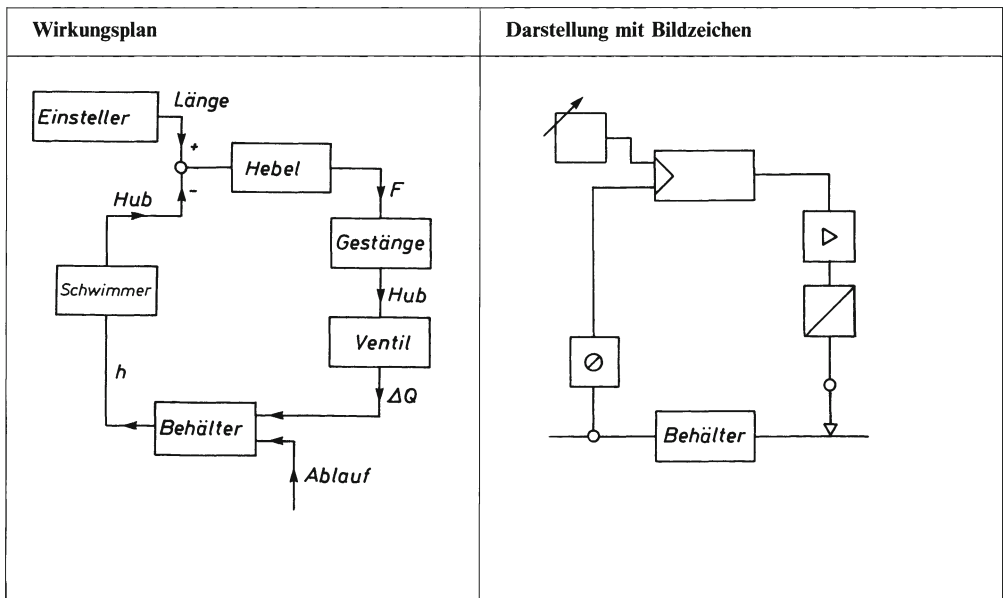 Wirkungsplan
Darstellung mit Bildzeichen
Einsteller
Länge
+
Hebel
-
Hub
F
Gestänge
Schwimmer
Hub
Ventil
h
ΔQ
Behälter
Ablauf
Behälter